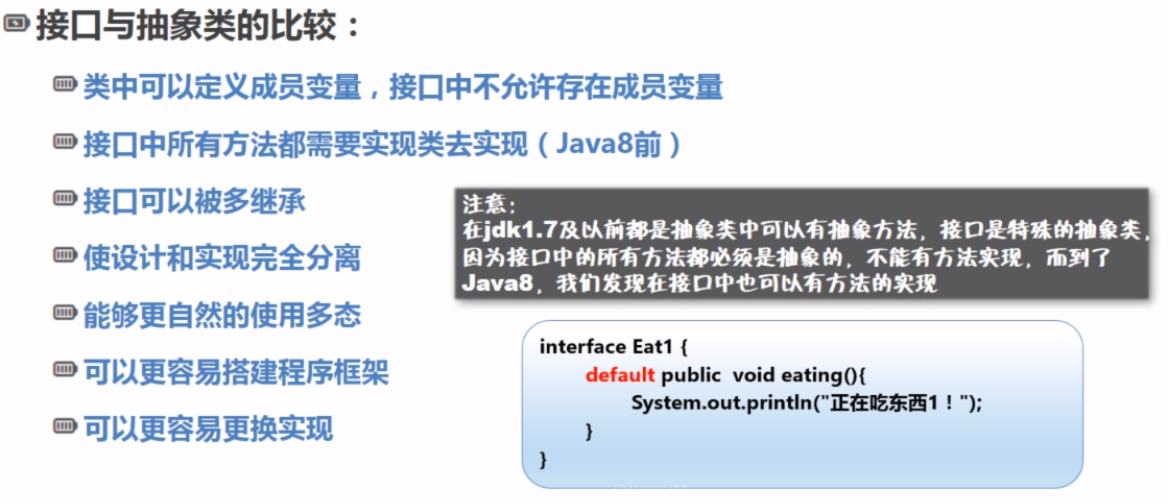 接口与抽象类的比较：
类中可以定义成员变量，接口中不允许存在成员变量
接口中所有方法都需要实现类去实现（Java8前）
接口可以被多继承
使设计和实现完全分离
能够更自然的使用多态
可以更容易搭建程序框架
可以更容易更换实现
注意：
在jdk1.7及以前都是抽象类中可以有抽象方法，接口是特殊的抽象类，
因为接口中的所有方法都必须是抽象的，不能有方法实现，而到了
Java8，我们发现在接口中也可以有方法的实现
interface Eat1 {
default public  void eating(){
System.out.println("正在吃东西1！");
}
}